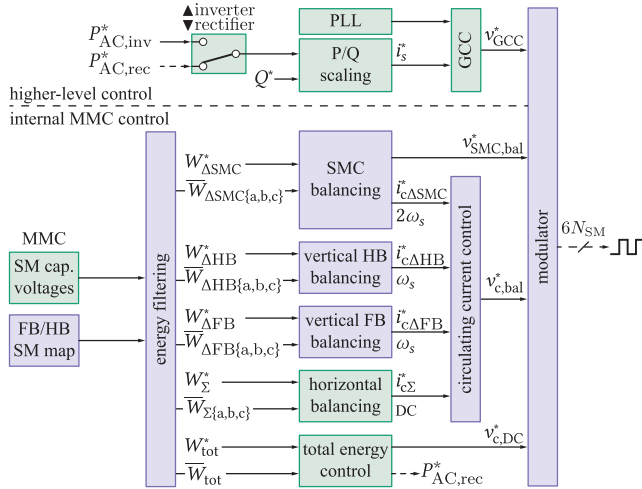 ▲inverter
▼rectifier
P*AC,inv
P*AC,rec
Q*
PLL
P/Q
scaling
i*s
GCC
v*GCC
higher-level control
internal MMC control
W*ΔSMC
W̅ΔSMC{a,b,c}
SMC
balancing
v*SMC,bal
i*cΔSMC
2ωs
MMC
SM cap.
voltages
FB/HB
SM map
energy filtering
W*ΔHB
W̅ΔHB{a,b,c}
vertical HB
balancing
i*cΔHB
ωs
W*ΔFB
W̅ΔFB{a,b,c}
vertical FB
balancing
i*cΔFB
ωs
W*Σ
W̅Σ{a,b,c}
horizontal
balancing
i*cΣ
DC
circulating current control
v*c,bal
modulator
6NSM
W*tot
W̅tot
total energy
control
v*c,DC
P*AC,rec